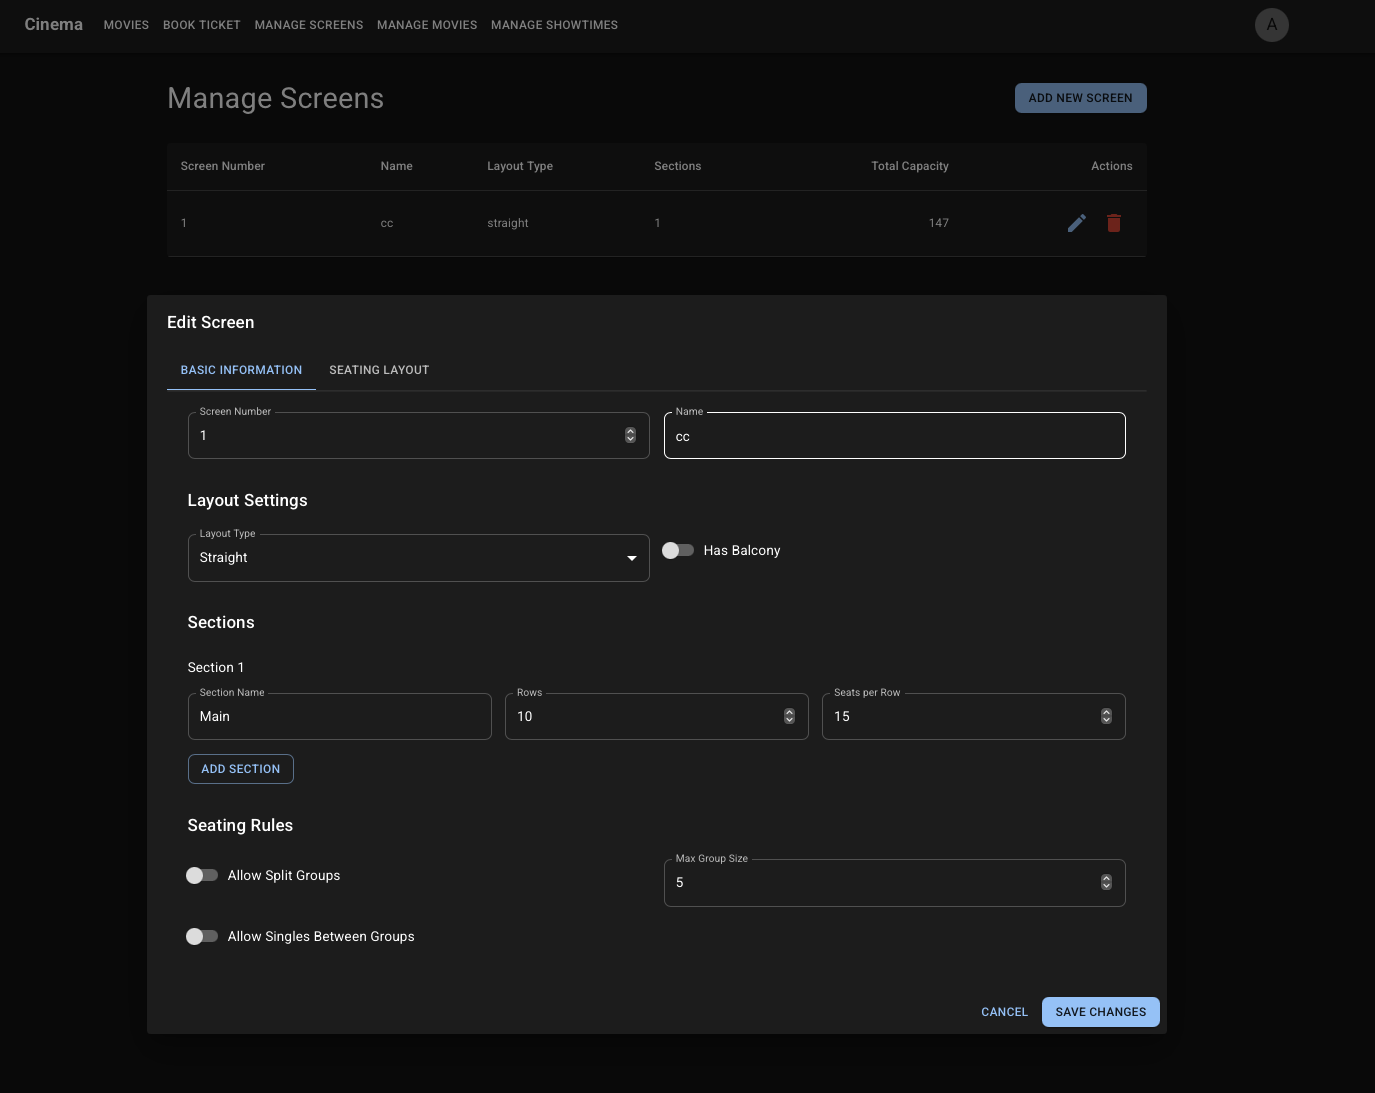 Cinema MOVIES BOOK TICKET MANAGE SCREENS MANAGE MOVIES MANAGE SHOWTIMES A
Manage Screens ADD NEW SCREEN
Screen Number Name Layout Type Sections Total Capacity Actions
1 cc straight 1 147
Edit Screen
BASIC INFORMATION SEATING LAYOUT
Screen Number Name
1 cc
Layout Settings
Layout Type
Straight Has Balcony
Sections
Section 1
Section Name Rows Seats per Row
Main 10 15
ADD SECTION
Seating Rules
Max Group Size
Allow Split Groups 5
Allow Singles Between Groups
CANCEL SAVE CHANGES